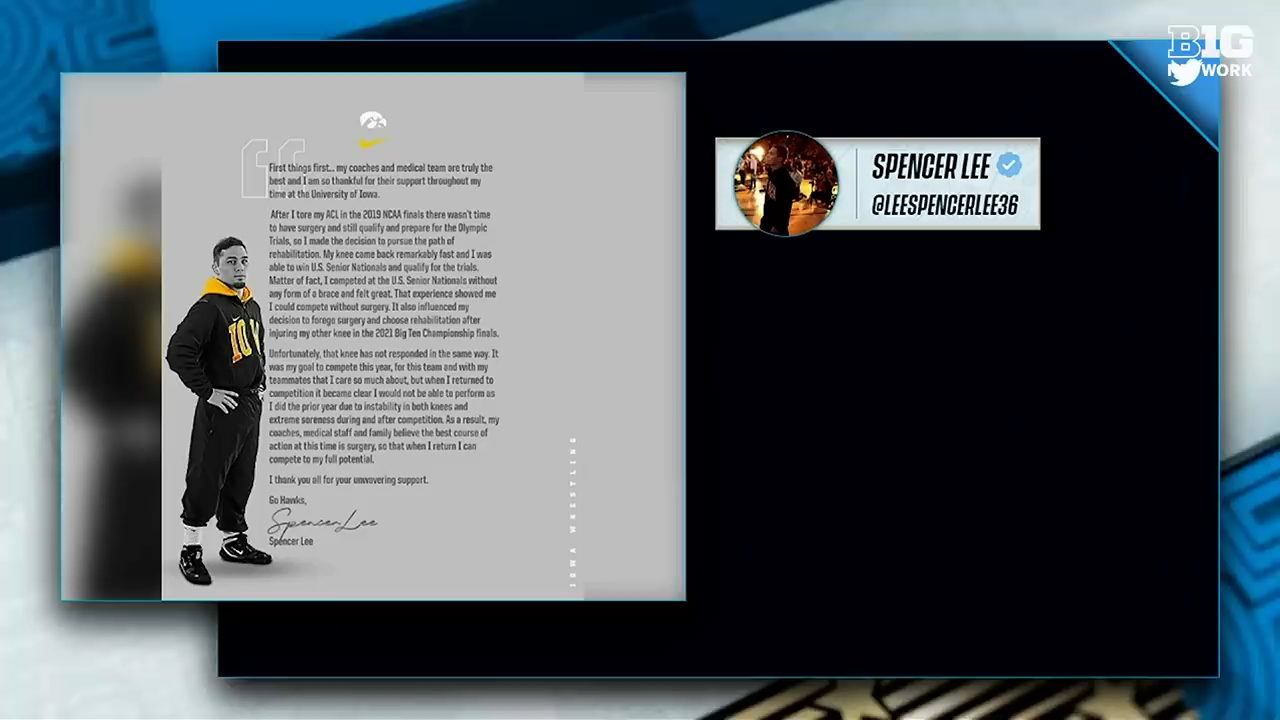 B1G
NETWORK
First things first... my coaches and medical team are truly the
best and I am so thankful for their support throughout my
time at the University of Iowa.
After I tore my ACL in the 2019 NCAA finals there wasn't time
to have surgery and still qualify and prepare for the Olympic
Trials, so I made the decision to pursue the path of
rehabilitation. My knee came back remarkably fast and I was
able to win U.S. Senior Nationals and qualify for the trials.
Matter of fact, I competed at the U.S. Senior Nationals without
any form of a brace and felt great. That experience showed me
I could compete without surgery. It also influenced my
decision to forego surgery and choose rehabilitation after
injuring my other knee in the 2021 Big Ten Championship finals.
Unfortunately, that knee has not responded in the same way. It
was my goal to compete this year, for this team and with my
teammates that I care so much about, but when I returned to
competition it became clear I would not be able to perform as
I did the prior year due to instability in both knees and
extreme soreness during and after competition. As a result, my
coaches, medical staff and family believe the best course of
action at this time is surgery, so that when I return I can
compete to my full potential.
I thank you all for your unwavering support.
Go Hawks,
Spencer Lee
Spencer Lee
IOWA WRESTLING
SPENCER LEE
@LEESPENCERLEE36